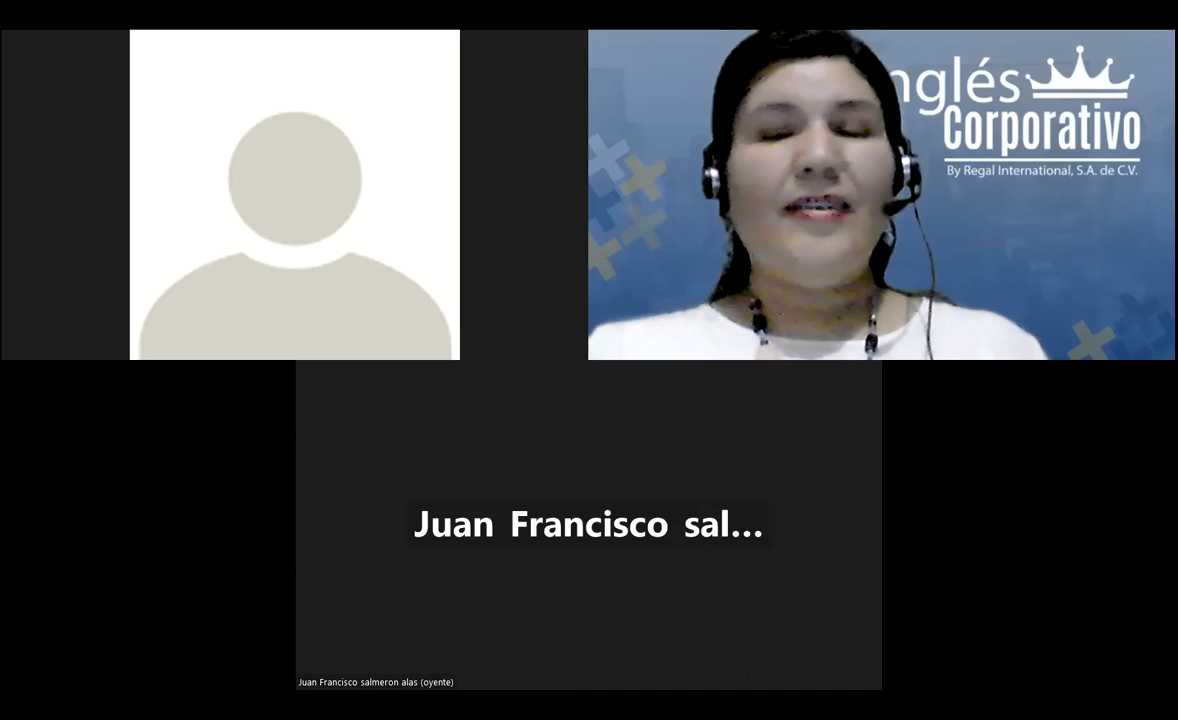 nglés
Corporativo
By Regal International, S.A. de C.V.
Juan Francisco sal...
Juan Francisco salmeron alas (oyente)